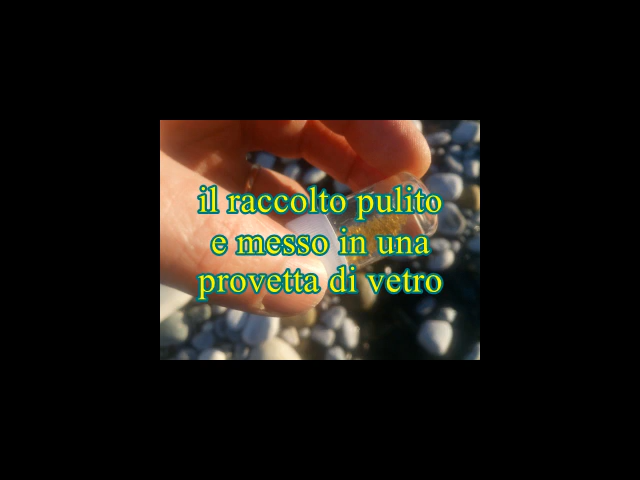 il raccolto pulito
e messo in una
provetta di vetro